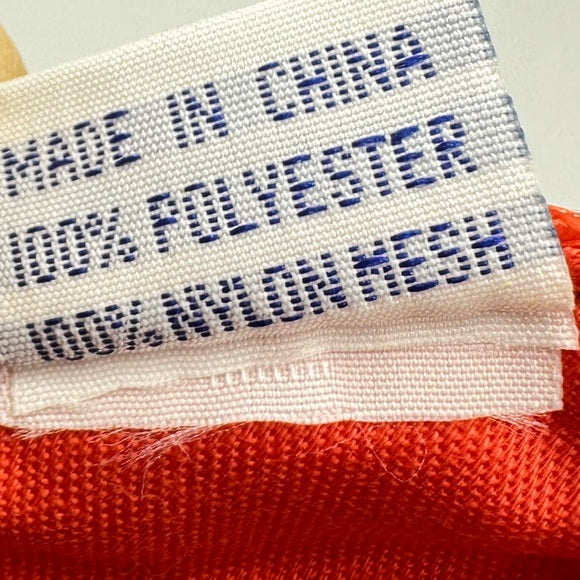 MADE IN CHINA
100% POLYESTER
100% NYLON MESH